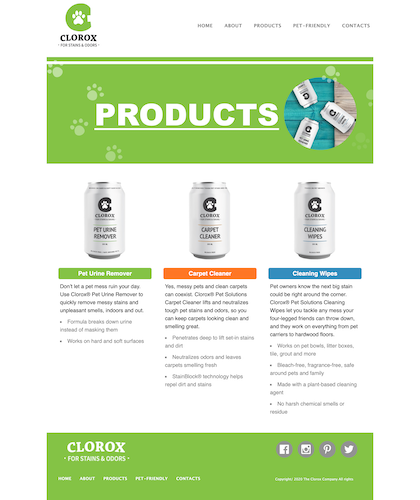 CLOROX
• FOR STAINS & ODORS •
HOME ABOUT PRODUCTS PET-FRIENDLY CONTACTS
PRODUCTS
CLOROX
PET URINE
REMOVER
CLOROX
CARPET
CLEANER
CLOROX
CLEANING
WIPES
Pet Urine Remover
Don't let a pet mess ruin your day.
Use Clorox® Pet Urine Remover to
quickly remove messy stains and
unpleasant smells, indoors and out.
• Formula breaks down urine
instead of masking them
• Works on hard and soft surfaces
Carpet Cleaner
Yes, messy pets and clean carpets
can coexist. Clorox® Pet Solutions
Carpet Cleaner lifts and neutralizes
tough pet stains and odors, so you
can keep carpets looking clean and
smelling great.
• Penetrates deep to lift set-in stains
and dirt
• Neutralizes odors and leaves
carpets smelling fresh
• StainBlock® technology helps
repel dirt and stains
Cleaning Wipes
Pet owners know the next big stain
could be right around the corner.
Clorox® Pet Solutions Cleaning
Wipes let you tackle any mess your
four-legged friends can throw down,
and they work on everything from pet
carriers to hardwood floors.
• Works on pet bowls, litter boxes,
tile, grout and more
• Bleach-free, fragrance-free, safe
around pets and family
• Made with a plant-based cleaning
agent
• No harsh chemical smells or
residue
CLOROX
• FOR STAINS & ODORS •
HOME ABOUT PRODUCTS PET-FRIENDLY CONTACTS
The Clorox Company All rights.